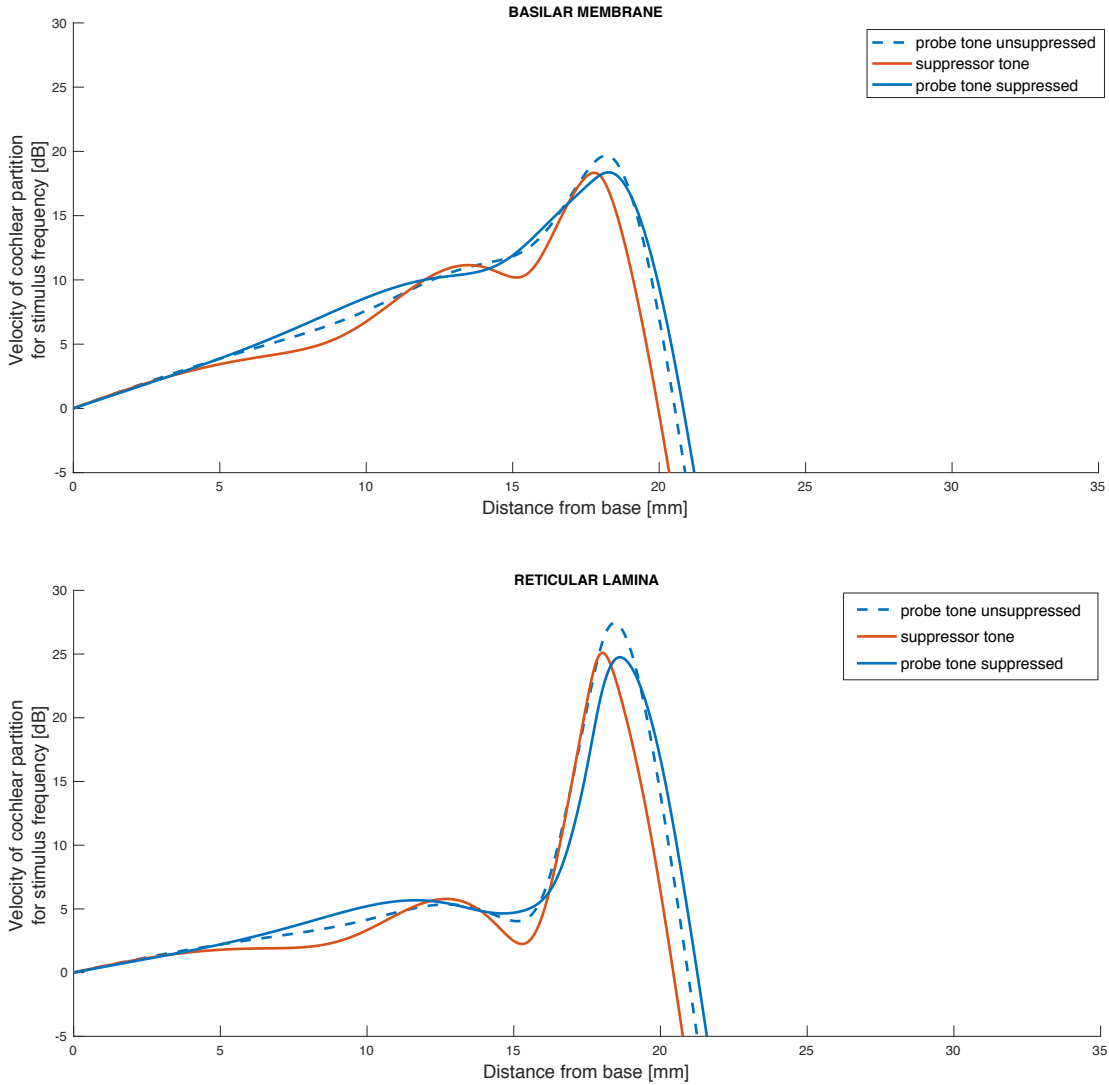 BASILAR MEMBRANE
30
25
20
15
10
5
0
-5
Velocity of cochlear partition
for stimulus frequency [dB]
probe tone unsuppressed
suppressor tone
probe tone suppressed
0 5 10 15 20 25 30 35
Distance from base [mm]
RETICULAR LAMINA
30
25
20
15
10
5
0
-5
Velocity of cochlear partition
for stimulus frequency [dB]
probe tone unsuppressed
suppressor tone
probe tone suppressed
0 5 10 15 20 25 30 35
Distance from base [mm]